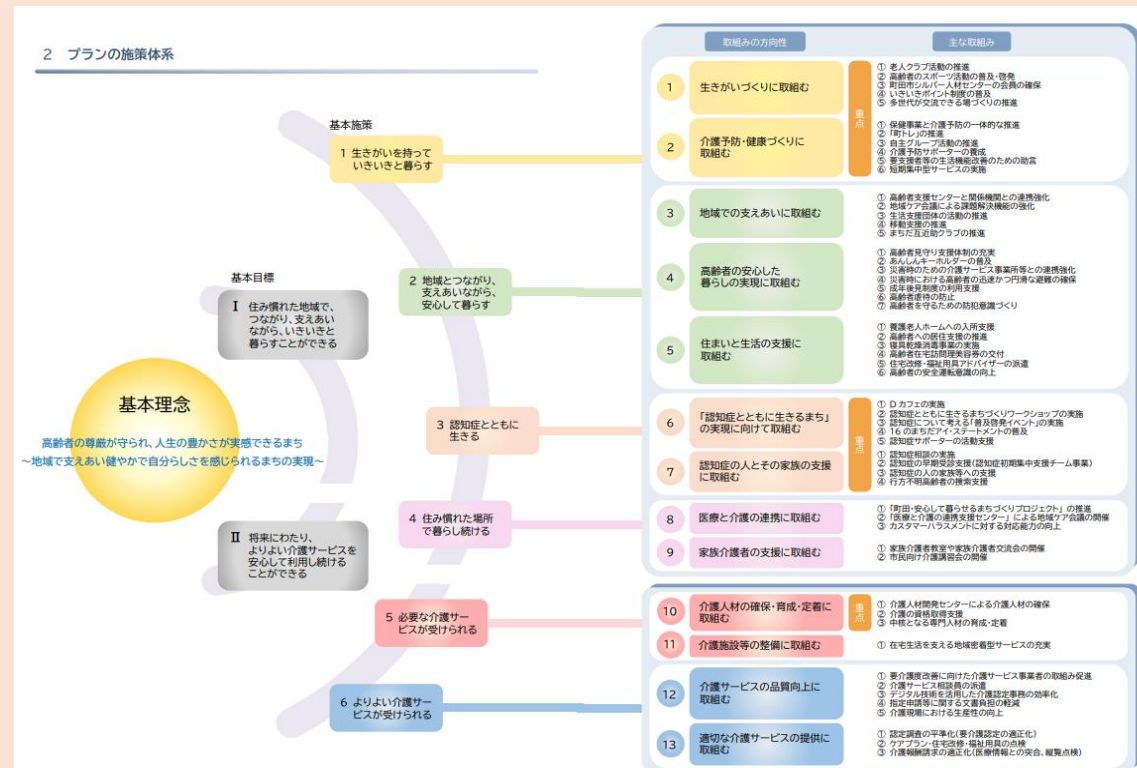 2 プランの施策体系
取組みの方向性
主な取組み
基本理念
高齢者の尊厳が守られ、人生の豊かさが実感できるまち
～地域で支えあい健やかで自分らしさを感じられるまちの実現～
基本目標
Ⅰ 住み慣れた地域で、
つながり、支えあい
ながら、いきいきと
暮らすことができる
Ⅱ 将来にわたり、
よりよい介護サービスを
安心して利用し続ける
ことができる
基本施策
1 生きがいを持って
いきいきと暮らす
2 地域とつながり、
支えあいながら、
安心して暮らす
3 認知症とともに
生きる
4 住み慣れた場所
で暮らし続ける
5 必要な介護サー
ビスが受けられる
6 よりよい介護サー
ビスが受けられる
1 生きがいづくりに取組む
重点
① 老人クラブ活動の推進
② 高齢者のスポーツ活動の普及・啓発
③ 町田市シルバー人材センターの会員の確保
④ いきいきポイント制度の普及
⑤ 多世代が交流できる場づくりの推進
2 介護予防・健康づくりに
取組む
① 保健事業と介護予防の一体的な推進
② 「町トレ」の推進
③ 自主グループ活動の推進
④ 介護予防サポーターの養成
⑤ 要支援者等の生活機能改善のための助言
⑥ 短期集中型サービスの実施
3 地域での支えあいに取組む
① 高齢者支援センターと関係機関との連携強化
② 地域ケア会議による課題解決機能の強化
③ 生活支援団体の活動の推進
④ 移動支援の推進
⑤ まちだ互近助クラブの推進
4 高齢者の安心した
暮らしの実現に取組む
① 高齢者見守り支援体制の充実
② あんしんキーホルダーの普及
③ 災害時のための介護サービス事業所等との連携強化
④ 災害時における高齢者の迅速かつ円滑な避難の確保
⑤ 成年後見制度の利用支援
⑥ 高齢者虐待の防止
⑦ 高齢者を守るための防犯意識づくり
5 住まいと生活の支援に
取組む
① 養護老人ホームへの入所支援
② 高齢者への居住支援の推進
③ 寝具乾燥消毒事業の実施
④ 高齢者在宅訪問理美容券の交付
⑤ 住宅改修・福祉用具アドバイザーの派遣
⑥ 高齢者の安全運転意識の向上
6 「認知症とともに生きるまち」
の実現に向けて取組む
重点
① Dカフェの実施
② 認知症とともに生きるまちづくりワークショップの実施
③ 認知症について考える「普及啓発イベント」の実施
④ 16のまちだアイ・ステートメントの普及
⑤ 認知症サポーターの活動支援
7 認知症の人とその家族の支援
に取組む
① 認知症相談の実施
② 認知症の早期受診支援(認知症初期集中支援チーム事業)
③ 認知症の人の家族等への支援
④ 行方不明高齢者の捜索支援
8 医療と介護の連携に取組む
① 「町田・安心して暮らせるまちづくりプロジェクト」の推進
② 「医療と介護の連携支援センター」による地域ケア会議の開催
③ カスタマーハラスメントに対する対応能力の向上
9 家族介護者の支援に取組む
① 家族介護者教室や家族介護者交流会の開催
② 市民向け介護講習会の開催
10 介護人材の確保・育成・定着に
取組む
重点
① 介護人材開発センターによる介護人材の確保
② 介護の資格取得支援
③ 中核となる専門人材の育成・定着
11 介護施設等の整備に取組む
① 在宅生活を支える地域密着型サービスの充実
12 介護サービスの品質向上に
取組む
① 要介護度改善に向けた介護サービス事業者の取組み促進
② 介護サービス相談員の派遣
③ デジタル技術を活用した介護認定事務の効率化
④ 指定申請等に関する文書負担の軽減
⑤ 介護現場における生産性の向上
13 適切な介護サービスの提供に
取組む
① 認定調査の平準化(要介護認定の適正化)
② ケアプラン・住宅改修・福祉用具の点検
③ 介護報酬請求の適正化(医療情報との突合、縦覧点検)